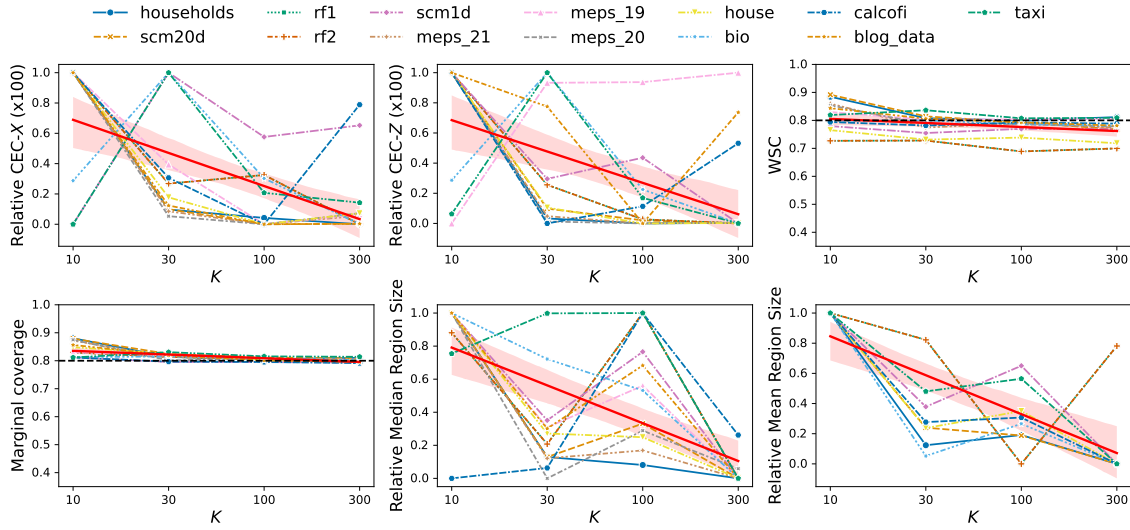 households rf1 scm1d meps_19 house calcofi taxi
scm20d rf2 meps_21 meps_20 bio blog_data
Relative CEC-X (x100)
1.0
0.8
0.6
0.4
0.2
0.0
10 30 100 300
K
Relative CEC-Z (x100)
1.0
0.8
0.6
0.4
0.2
0.0
10 30 100 300
K
WSC
1.0
0.9
0.8
0.7
0.6
0.5
0.4
10 30 100 300
K
Marginal coverage
1.0
0.9
0.8
0.7
0.6
0.5
0.4
10 30 100 300
K
Relative Median Region Size
1.0
0.8
0.6
0.4
0.2
0.0
10 30 100 300
K
Relative Mean Region Size
1.0
0.8
0.6
0.4
0.2
0.0
10 30 100 300
K